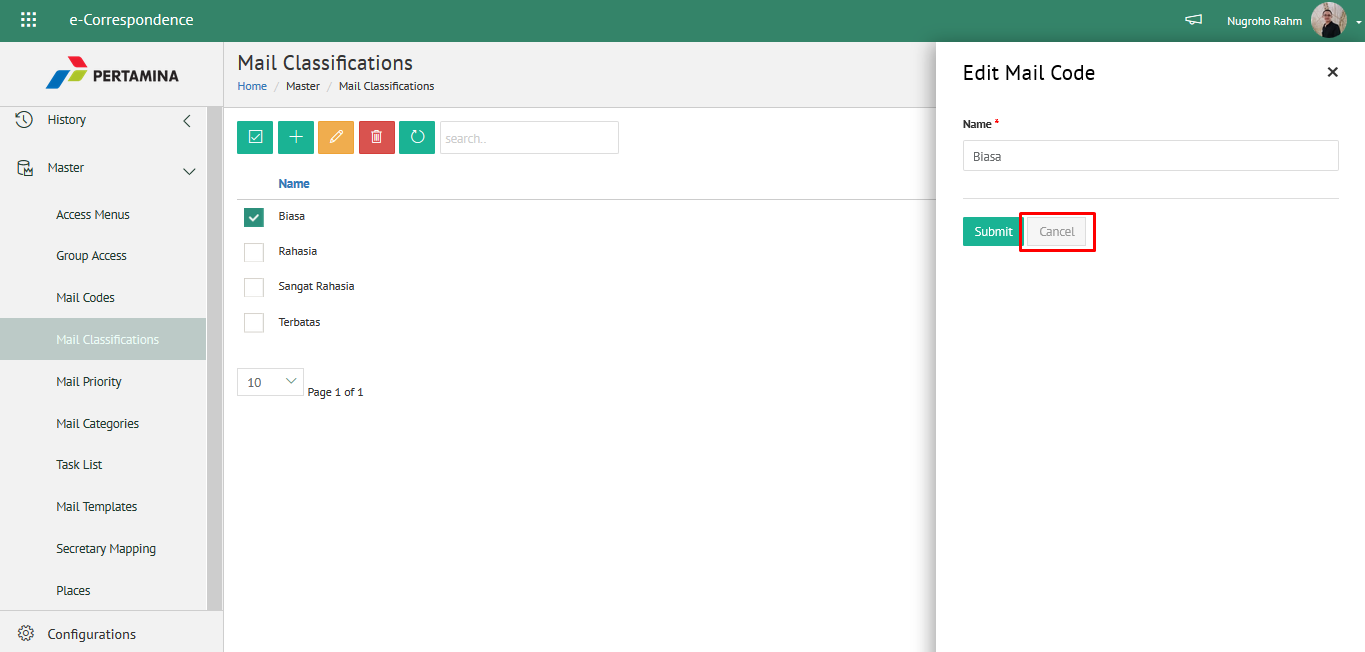 e-Correspondence
Nugroho Rahm
PERTAMINA
History
Master
Access Menus
Group Access
Mail Codes
Mail Classifications
Mail Priority
Mail Categories
Task List
Mail Templates
Secretary Mapping
Places
Configurations
Mail Classifications
Home / Master / Mail Classifications
search..
Name
Biasa
Rahasia
Sangat Rahasia
Terbatas
10 Page 1 of 1
Edit Mail Code ×
Name *
Biasa
Submit Cancel